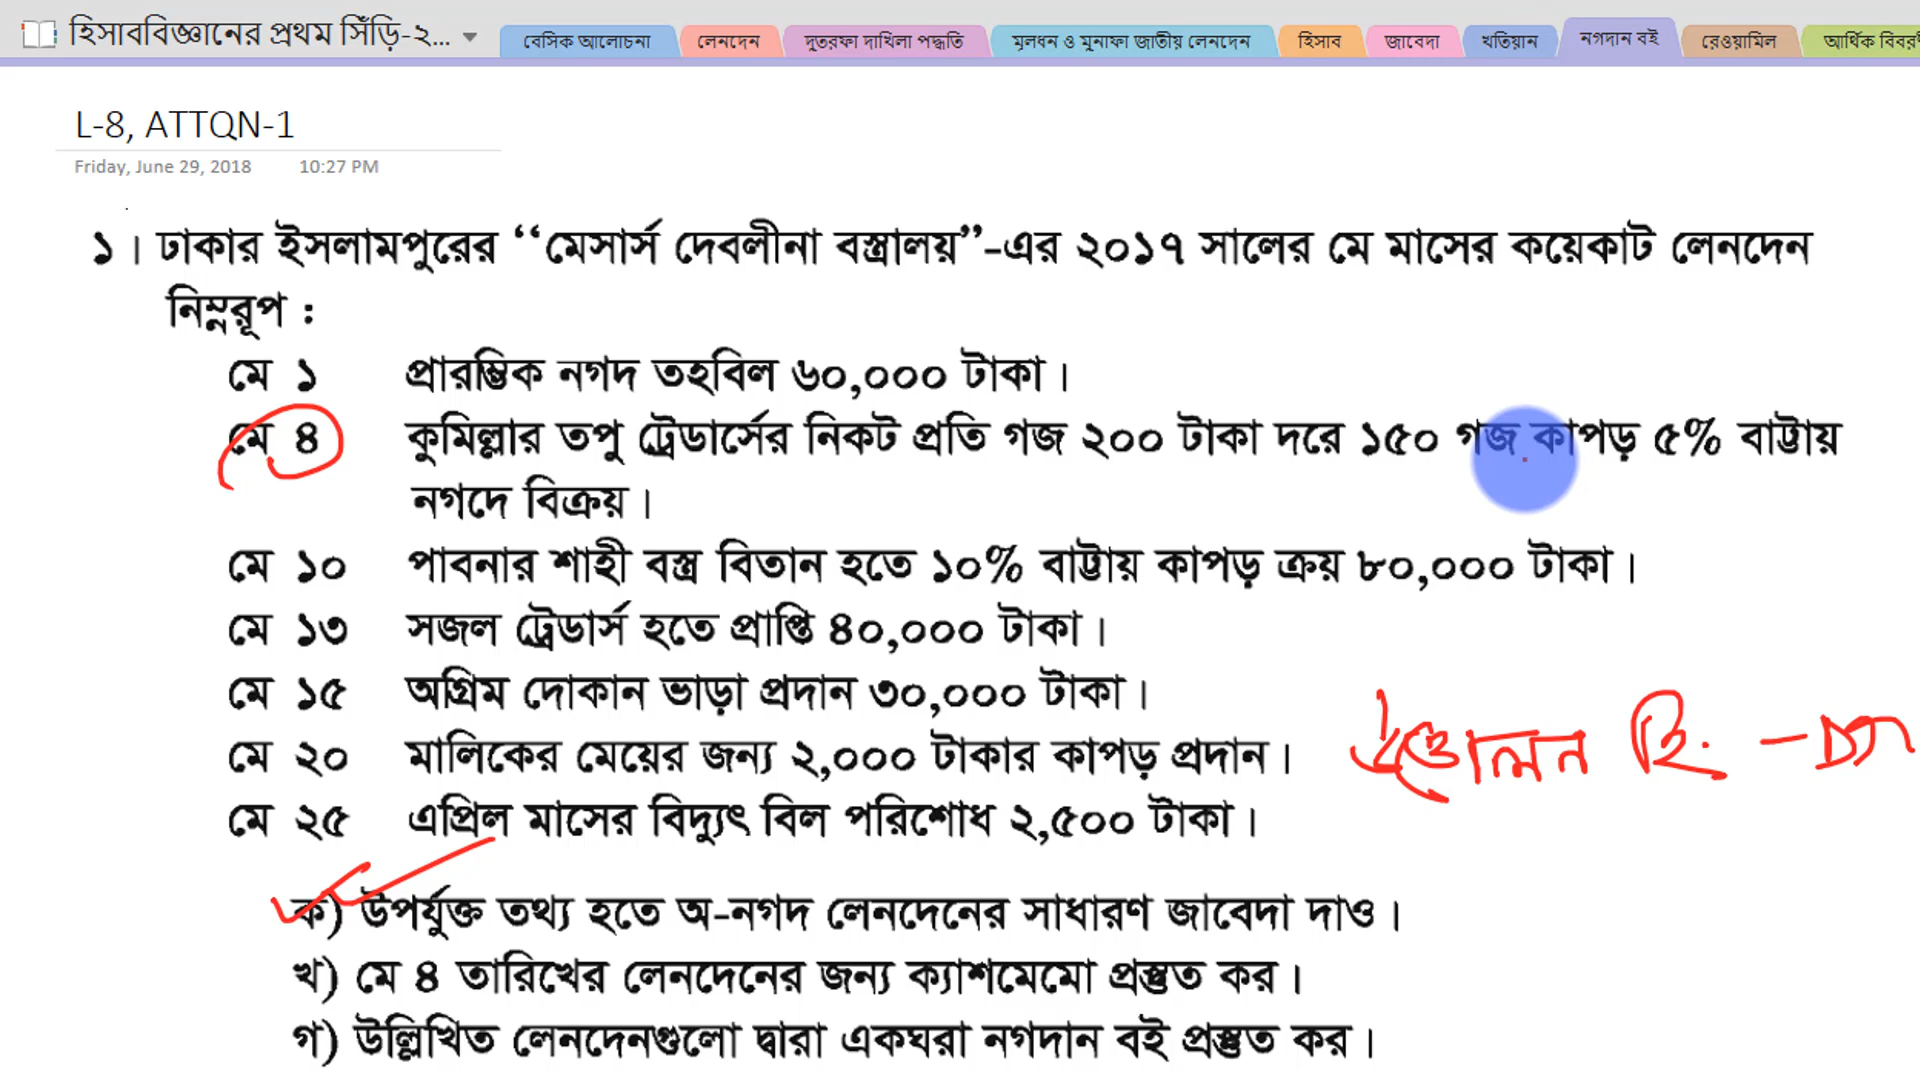 হিসাববিজ্ঞানের প্রথম সিঁড়ি-২...
বেসিক আলোচনা লেনদেন দুতরফা দাখিলা পদ্ধতি মূলধন ও মুনাফা জাতীয় লেনদেন হিসাব জাবেদা খতিয়ান নগদান বই রেওয়ামিল আর্থিক
L-8, ATTQN-1
Friday, June 29, 2018 10:27 PM
১। ঢাকার ইসলামপুরের ‘‘মেসার্স দেবলীনা বস্ত্রালয়’’-এর ২০১৭ সালের মে মাসের কয়েকটি লেনদেন
নিম্নরূপ :
মে ১ প্রারম্ভিক নগদ তহবিল ৬০,০০০ টাকা।
মে ৪ কুমিল্লার তপু ট্রেডার্সের নিকট প্রতি গজ ২০০ টাকা দরে ১৫০ গজ কাপড় ৫% বাট্টায়
নগদে বিক্রয়।
মে ১০ পাবনার শাহী বস্ত্র বিতান হতে ১০% বাট্টায় কাপড় ক্রয় ৮০,০০০ টাকা।
মে ১৩ সজল ট্রেডার্স হতে প্রাপ্তি ৪০,০০০ টাকা।
মে ১৫ অগ্রিম দোকান ভাড়া প্রদান ৩০,০০০ টাকা।
মে ২০ মালিকের মেয়ের জন্য ২,০০০ টাকার কাপড় প্রদান।
উত্তোলন হি: -
মে ২৫ এপ্রিল মাসের বিদ্যুৎ বিল পরিশোধ ২,৫০০ টাকা।
ক) উপর্যুক্ত তথ্য হতে অ-নগদ লেনদেনের সাধারণ জাবেদা দাও।
খ) মে ৪ তারিখের লেনদেনের জন্য ক্যাশমেমো প্রস্তুত কর।
গ) উল্লিখিত লেনদেনগুলো দ্বারা একঘরা নগদান বই প্রস্তুত কর।